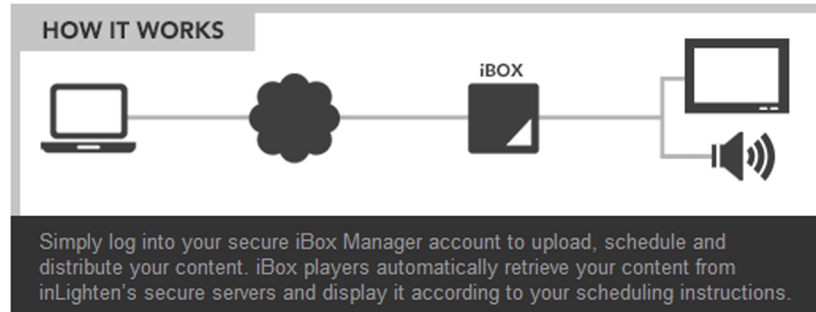 HOW IT WORKS
iBOX
Simply log into your secure iBox Manager account to upload, schedule and
distribute your content. iBox players automatically retrieve your content from
inLighten's secure servers and display it according to your scheduling instructions.